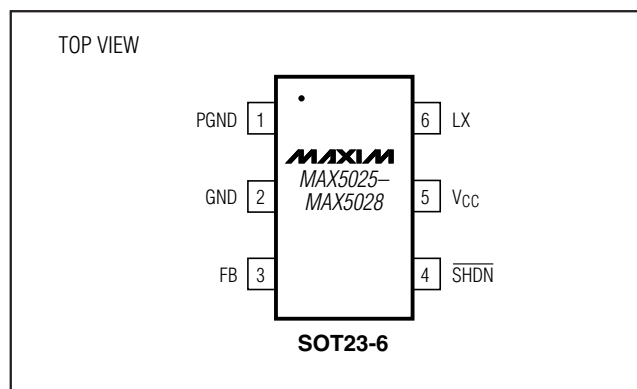 TOP VIEW
PGND 1
6 LX
MAXIM
MAX5025–
MAX5028
GND 2
5 VCC
FB 3
4 SHDN
SOT23-6